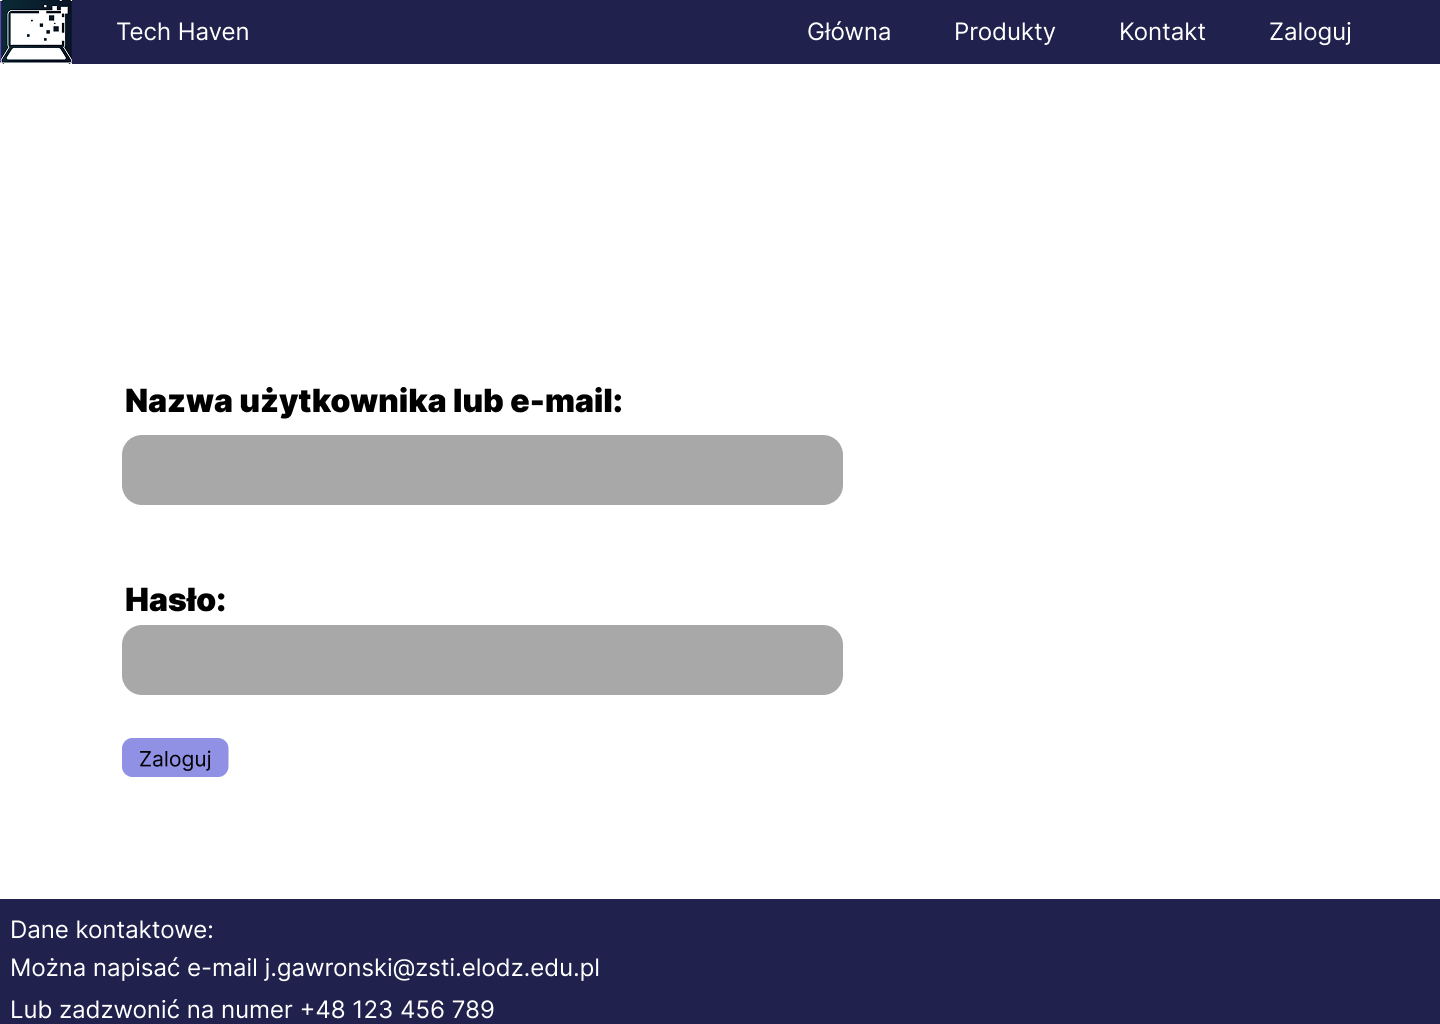 Tech Haven
Główna
Produkty
Kontakt
Zaloguj
Nazwa użytkownika lub e-mail:
Hasło:
Zaloguj
Dane kontaktowe:
Można napisać e-mail j.gawronski@zsti.elodz.edu.pl
Lub zadzwonić na numer +48 123 456 789